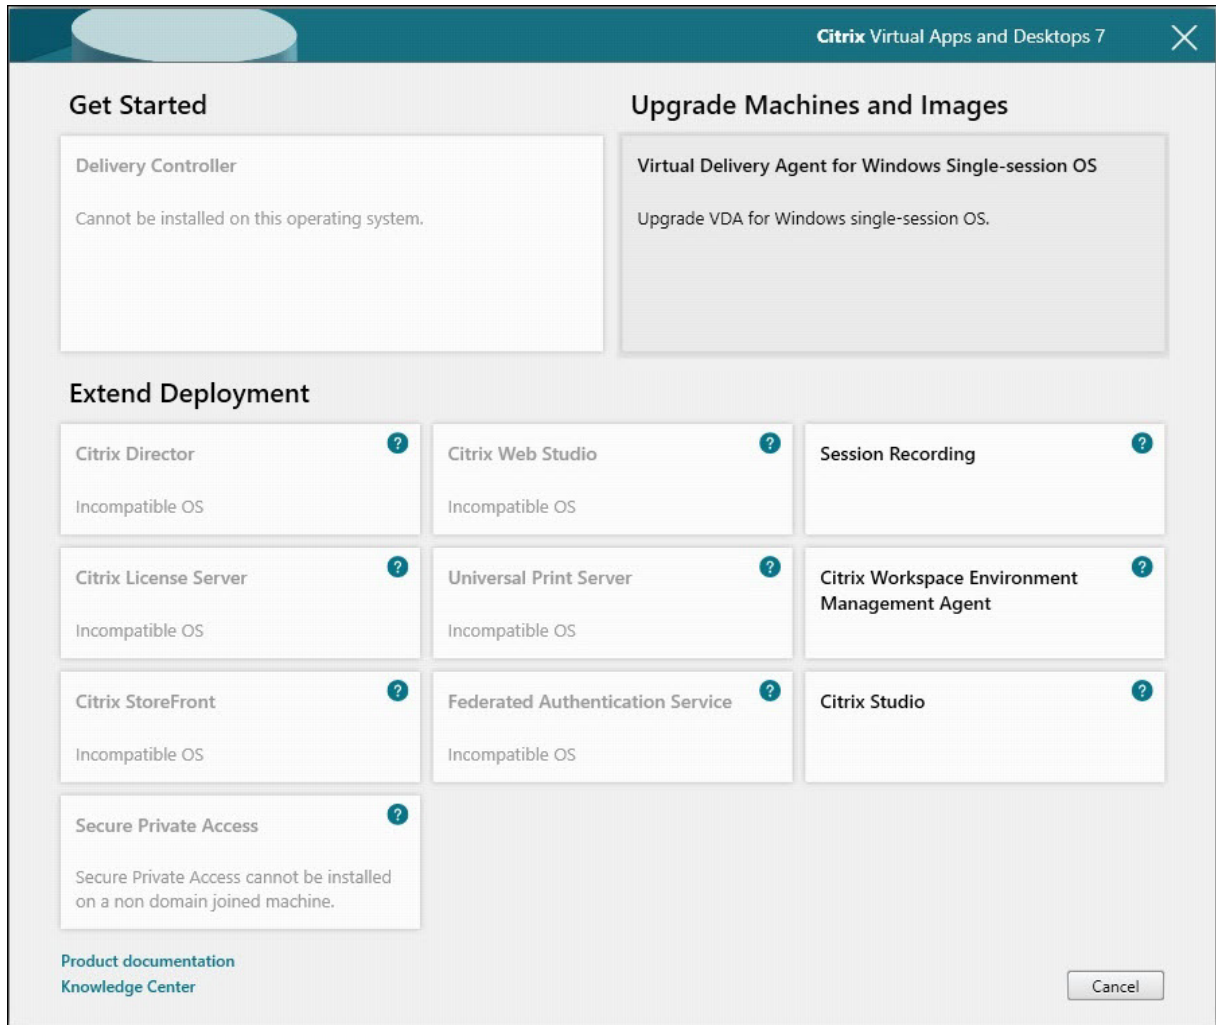 Citrix Virtual Apps and Desktops 7
Get Started
Upgrade Machines and Images
Delivery Controller
Cannot be installed on this operating system.
Virtual Delivery Agent for Windows Single-session OS
Upgrade VDA for Windows single-session OS.
Extend Deployment
Citrix Director
?
Incompatible OS
Citrix Web Studio
?
Incompatible OS
Session Recording
?
Citrix License Server
?
Incompatible OS
Universal Print Server
?
Incompatible OS
Citrix Workspace Environment
Management Agent
?
Citrix StoreFront
?
Incompatible OS
Federated Authentication Service
?
Incompatible OS
Citrix Studio
?
Secure Private Access
?
Secure Private Access cannot be installed
on a non domain joined machine.
Product documentation
Knowledge Center
Cancel